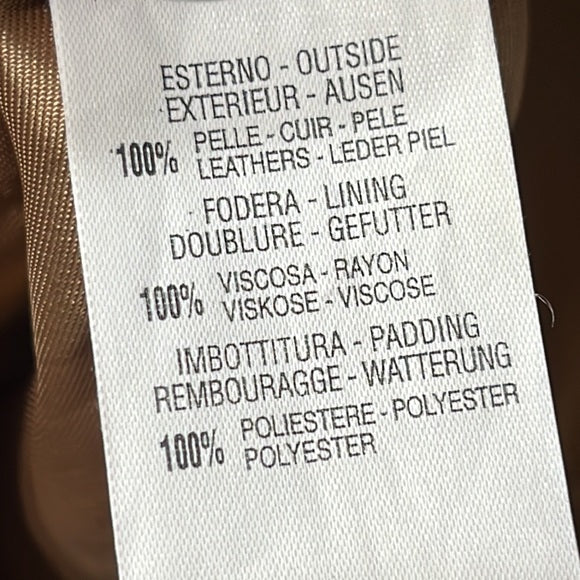 ESTERNO - OUTSIDE
EXTERIEUR - AUSEN
100% PELLE - CUIR - PELE
LEATHERS - LEDER PIEL
FODERA - LINING
DOUBLURE - GEFUTTER
100% VISCOSA - RAYON
VISKOSE - VISCOSE
IMBOTTITURA - PADDING
REMBOURAGGE - WATTERUNG
100% POLIESTERE - POLYESTER
POLYESTER